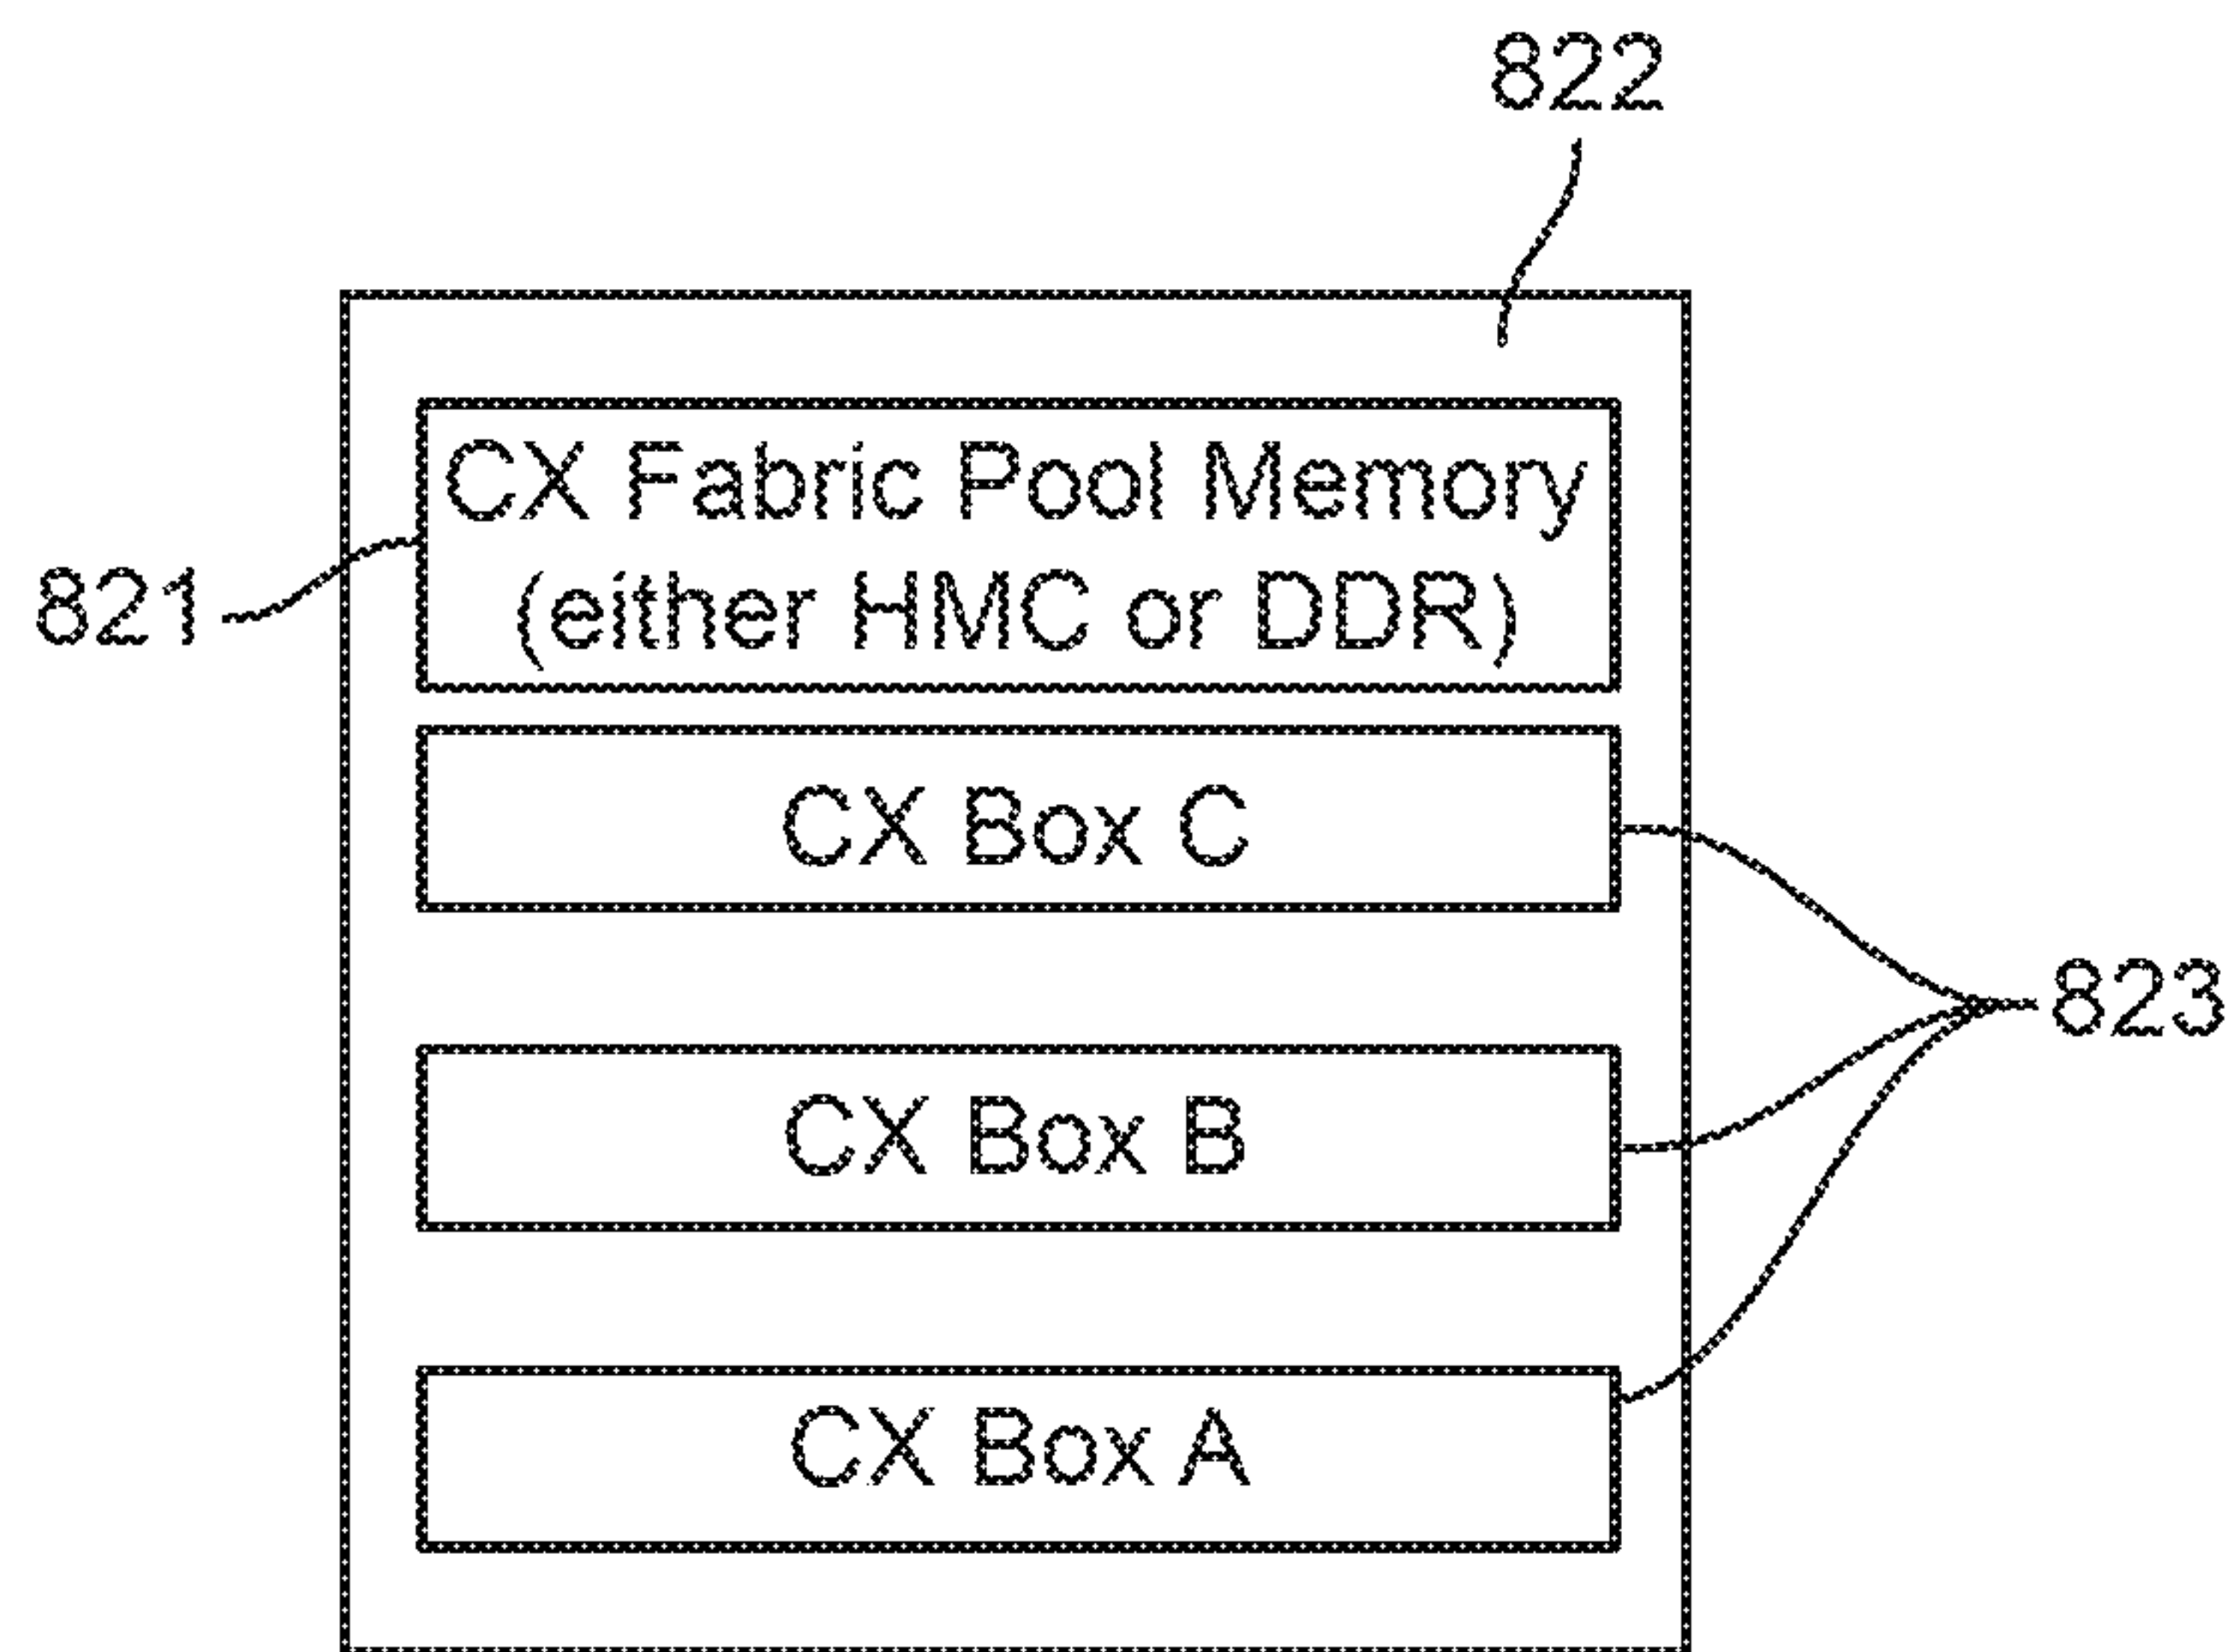 822
CX Fabric Pool Memory
(either HMC or DDR)
821
CX Box C
823
CX Box B
CX Box A